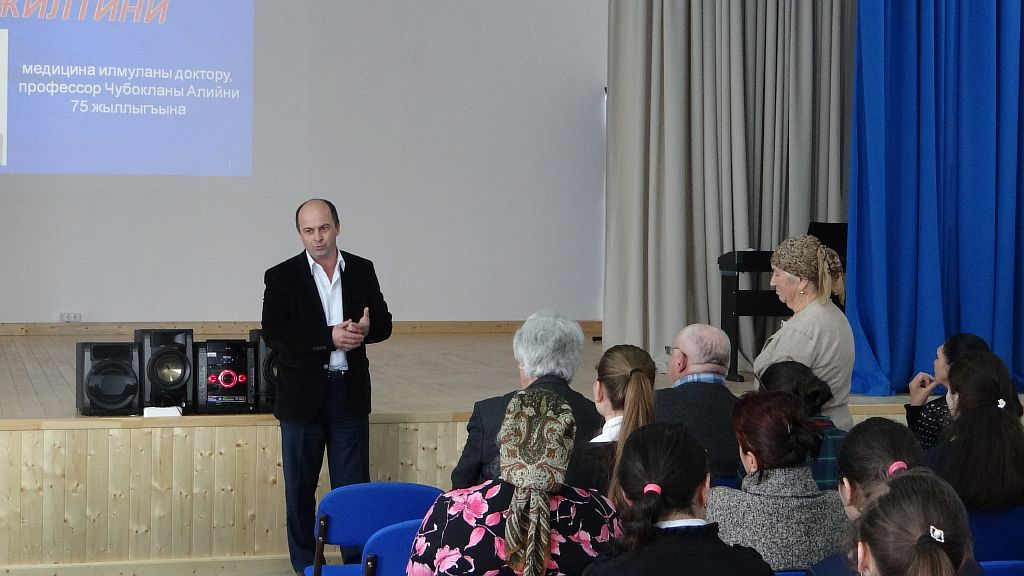 медицина илмуланы доктору,
профессор Чубокланы Алийни
75 жыллыгъына